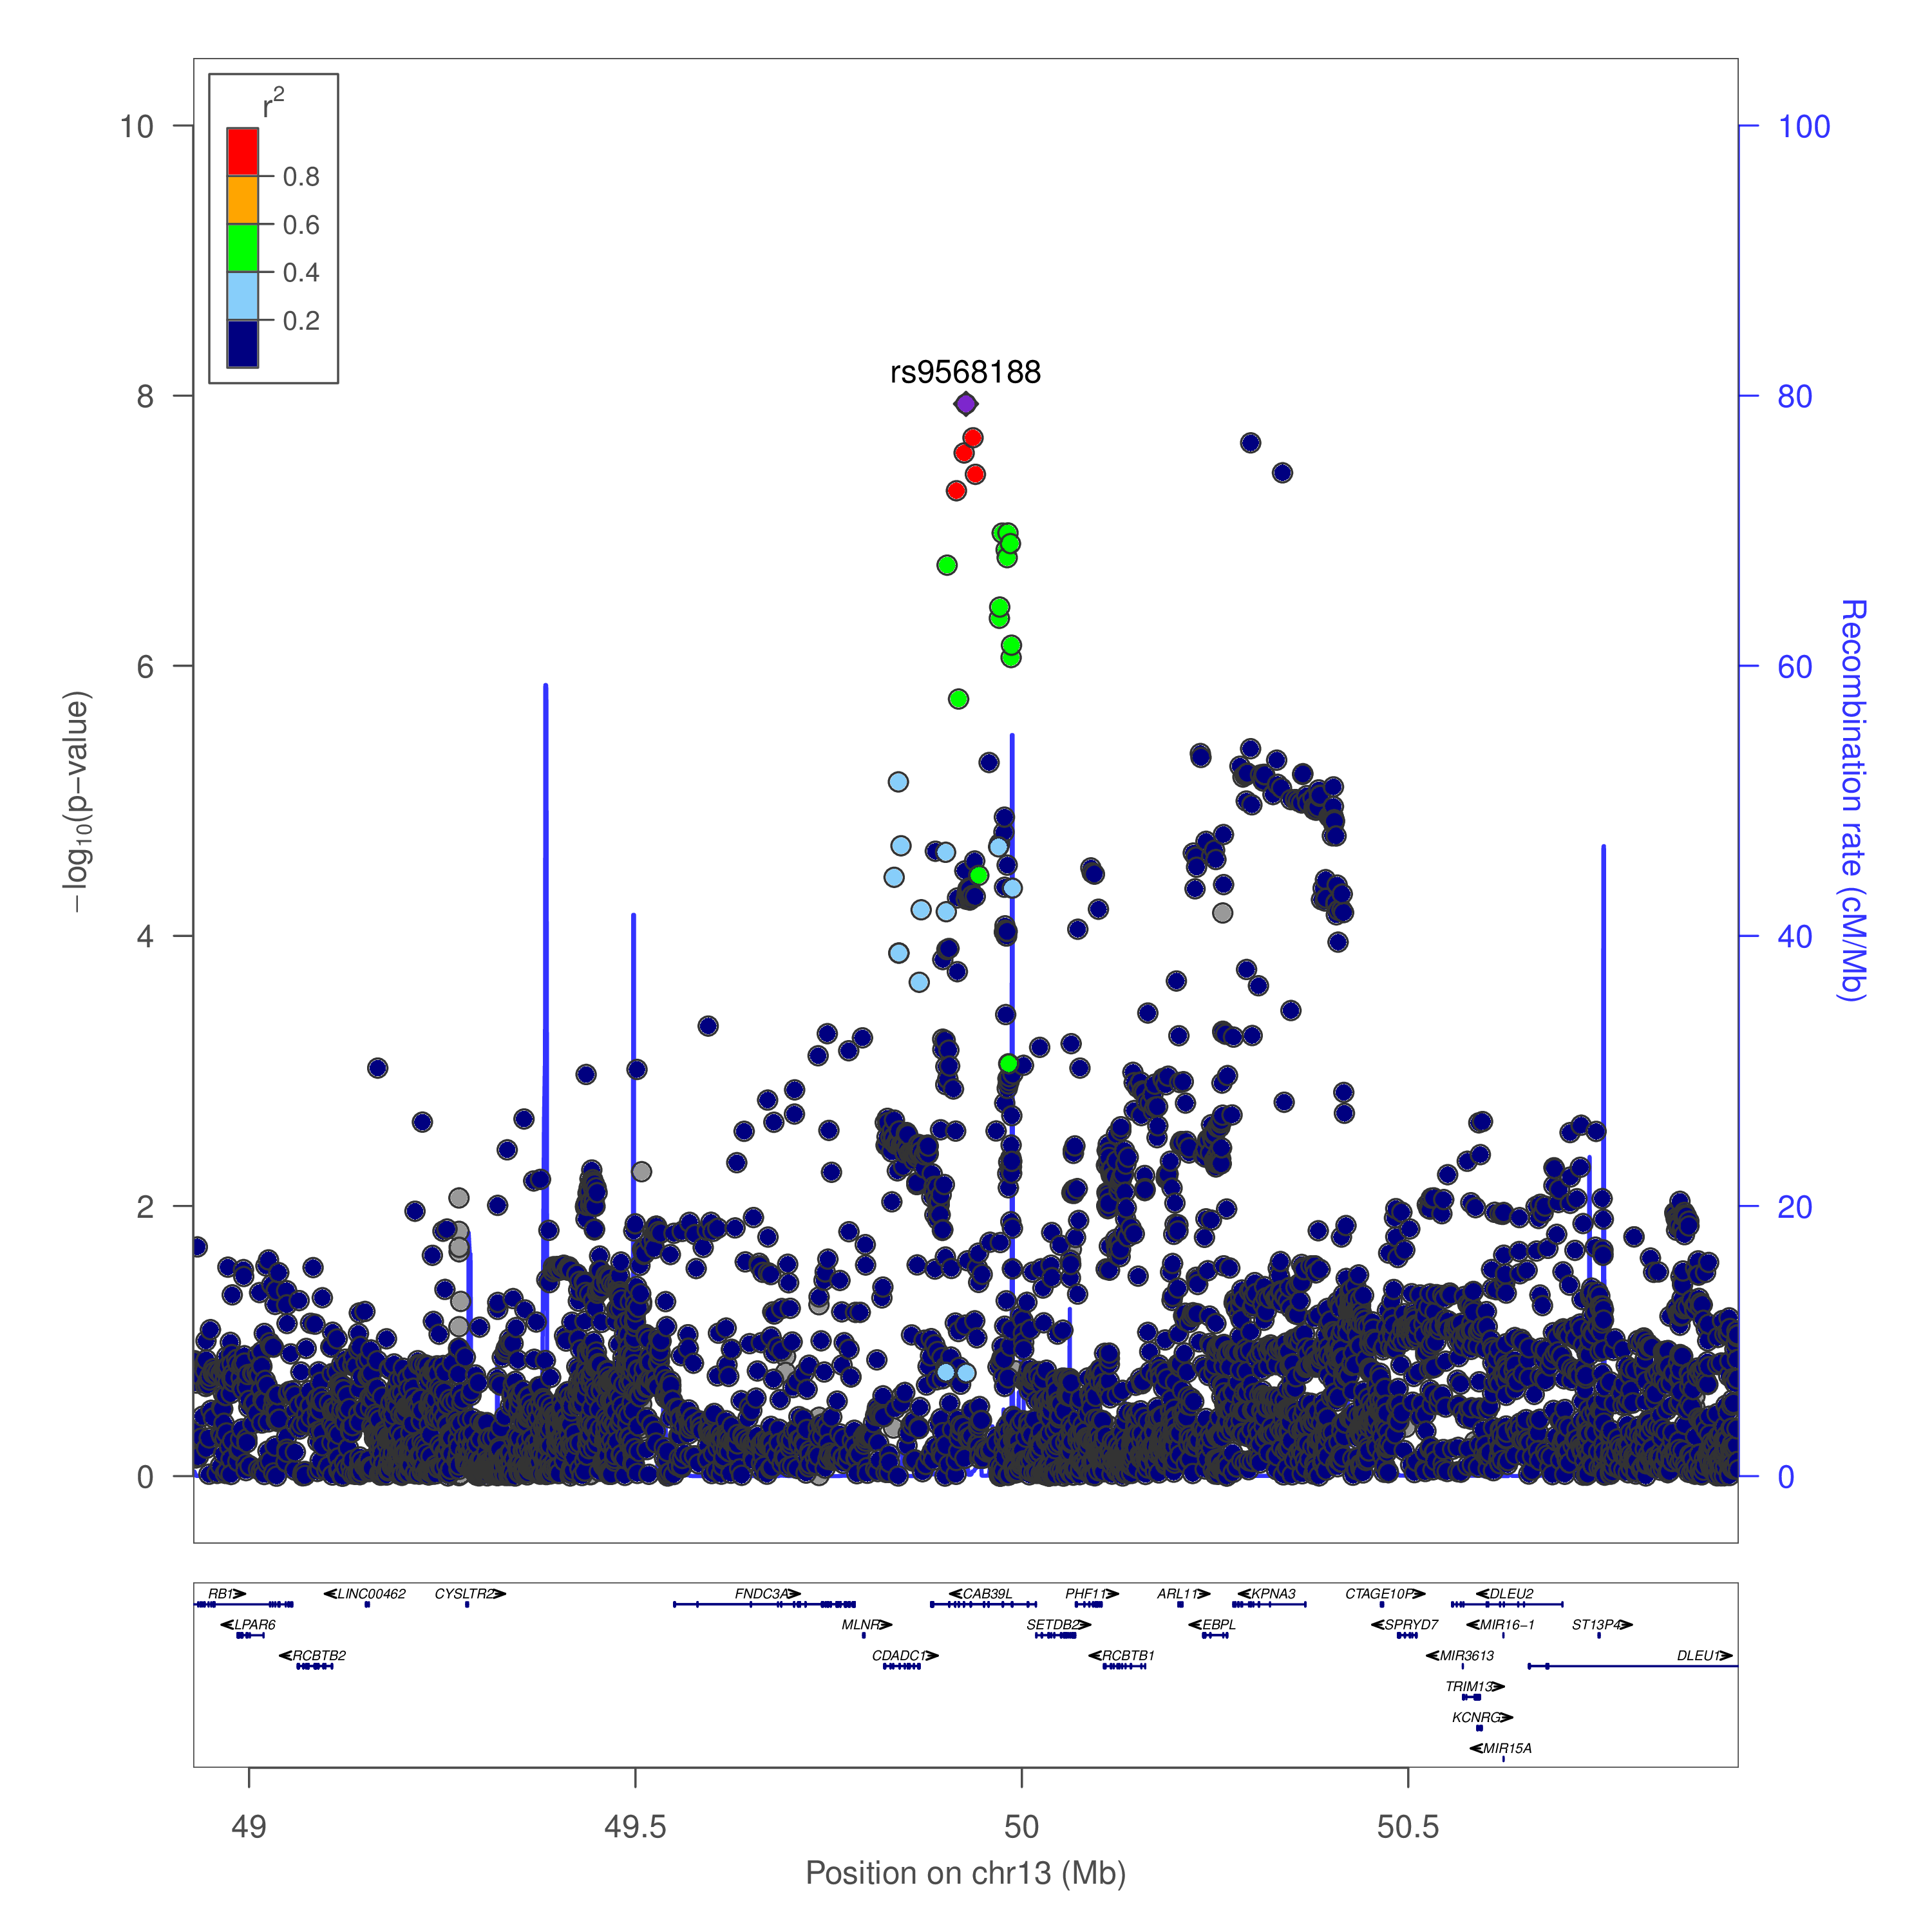 r2
0.8
0.6
0.4
0.2
rs9568188
10
8
6
4
2
0
−log10(p−value)
100
80
60
40
20
0
Recombination rate (cM/Mb)
RB1 LINC00462 CYSLTR2 FNDC3A CAB39L PHF11 ARL11 KPNA3 CTAGE10P DLEU2
LPAR6 MLNR SETDB2 EBPL SPRYD7 MIR16−1 ST13P4
RCBTB2 CDADC1 RCBTB1 MIR3613 DLEU1
TRIM13
KCNRG
MIR15A
49 49.5 50 50.5
Position on chr13 (Mb)